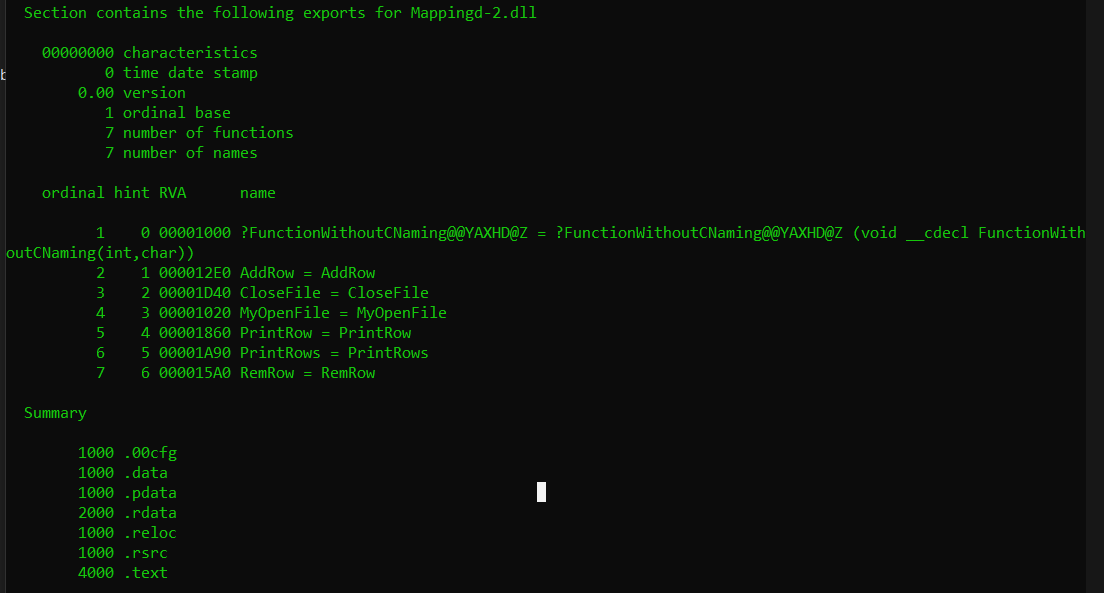 Section contains the following exports for Mappingd-2.dll
00000000 characteristics
0 time date stamp
0.00 version
1 ordinal base
7 number of functions
7 number of names
ordinal hint RVA name
1 0 00001000 ?FunctionWithoutCNaming@@YAXHD@Z = ?FunctionWithoutCNaming@@YAXHD@Z (void __cdecl FunctionWith
outCNaming(int,char))
2 1 000012E0 AddRow = AddRow
3 2 00001D40 CloseFile = CloseFile
4 3 00001020 MyOpenFile = MyOpenFile
5 4 00001860 PrintRow = PrintRow
6 5 00001A90 PrintRows = PrintRows
7 6 000015A0 RemRow = RemRow
Summary
1000 .00cfg
1000 .data
1000 .pdata
2000 .rdata
1000 .reloc
1000 .rsrc
4000 .text